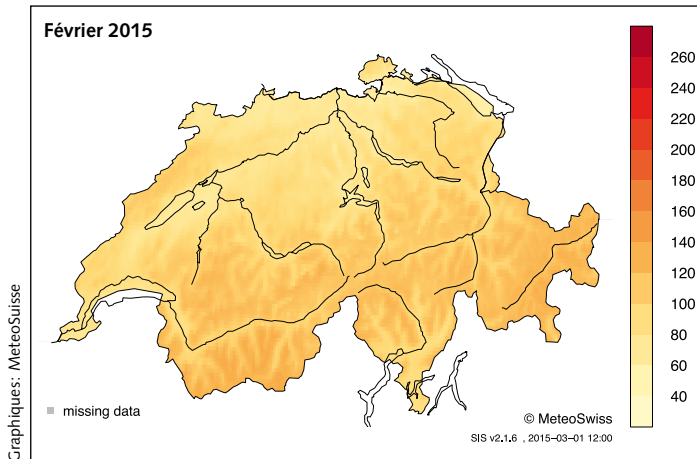 Février 2015
260
240
220
200
180
160
140
120
100
80
60
40
missing data
© MeteoSwiss
SIS v2.1.6 , 2015–03–01 12:00
Graphiques: MeteoSuisse